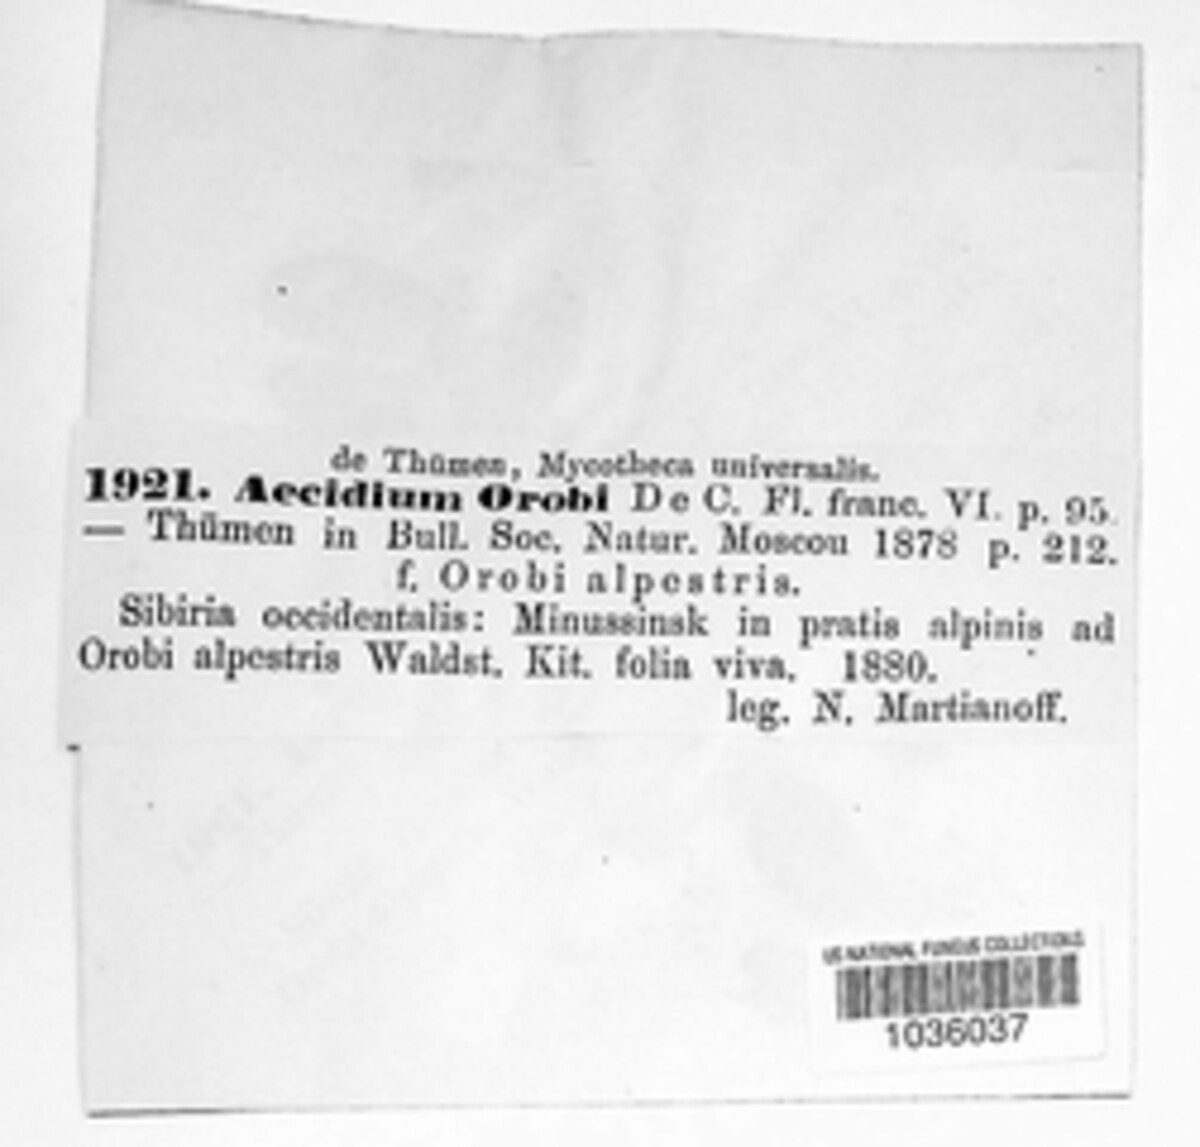 de Thümen, Mycotheca universalis.
1921. Aecidium Orobi De C. Fl. franc. VI. p. 95.
— Thümen in Bull. Soc. Natur. Moscou 1878 p. 212.
f. Orobi alpestris.
Sibiria occidentalis: Minussinsk in pratis alpinis ad
Orobi alpestris Waldst. Kit. folia viva. 1880.
leg. N. Martianoff.
US NATIONAL FUNGUS COLLECTIONS
1036037